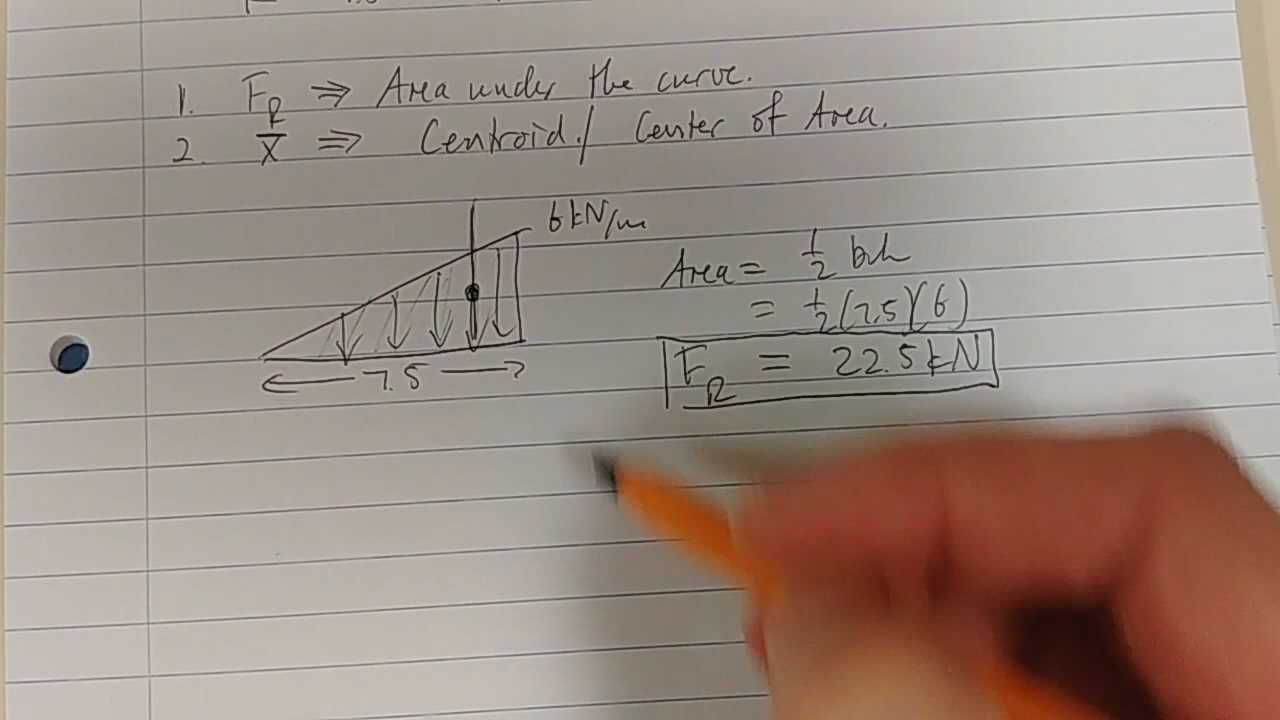 1. F_R ⇒ Area under the curve.
2. X̄ ⇒ Centroid./ Center of Area.
6 kN/m
Area = 1/2 bh
= 1/2 (7.5)(6)
F_R = 22.5 kN
← 7.5 →